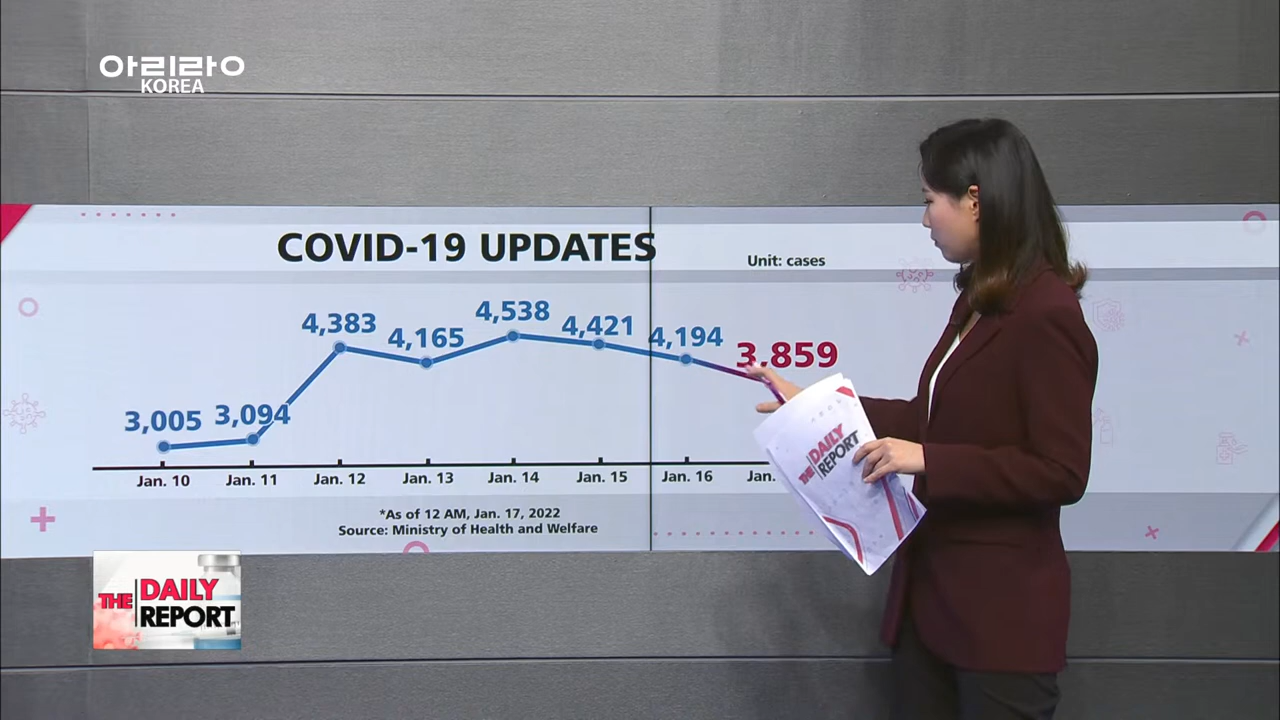 아리랑
KOREA
COVID-19 UPDATES
Unit: cases
3,005
3,094
4,383
4,165
4,538
4,421
4,194
3,859
Jan. 10
Jan. 11
Jan. 12
Jan. 13
Jan. 14
Jan. 15
Jan. 16
Jan.
*As of 12 AM, Jan. 17, 2022
Source: Ministry of Health and Welfare
THE
DAILY
REPORT
THE
DAILY
REPORT